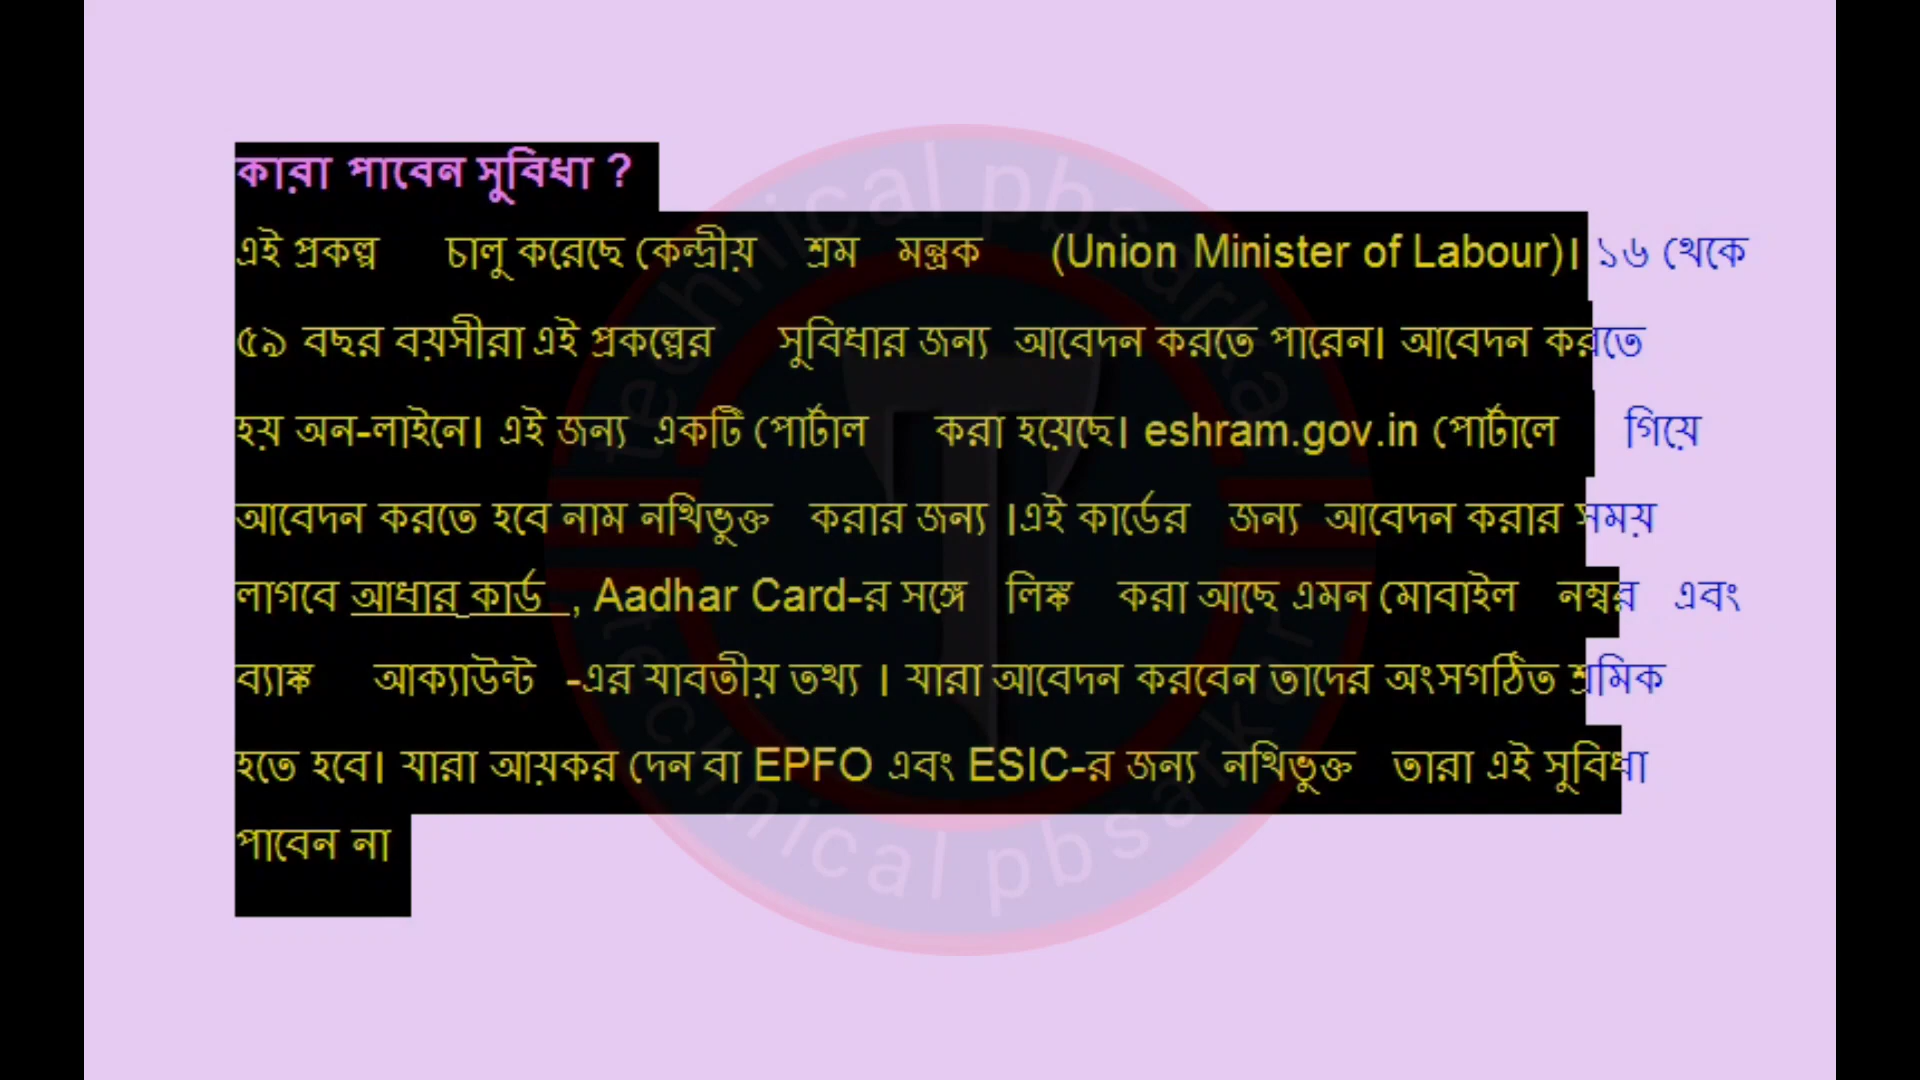 কারা পাবেন সুবিধা ?
এই প্রকল্প চালু করেছে কেন্দ্রীয় শ্রম মন্ত্রক (Union Minister of Labour)। ১৬ থেকে
৫৯ বছর বয়সীরা এই প্রকল্পের সুবিধার জন্য আবেদন করতে পারেন। আবেদন করতে
হয় অন-লাইনে। এই জন্য একটি পোর্টাল করা হয়েছে। eshram.gov.in পোর্টালে গিয়ে
আবেদন করতে হবে নাম নথিভুক্ত করার জন্য ।এই কার্ডের জন্য আবেদন করার সময়
লাগবে আধার কার্ড , Aadhar Card-র সঙ্গে লিঙ্ক করা আছে এমন মোবাইল নম্বর এবং
ব্যাঙ্ক আক্যাউন্ট -এর যাবতীয় তথ্য । যারা আবেদন করবেন তাদের অংসগঠিত শ্রমিক
হতে হবে। যারা আয়কর দেন বা EPFO এবং ESIC-র জন্য নথিভুক্ত তারা এই সুবিধা
পাবেন না
technical pbsarkar
technical pbsarkar